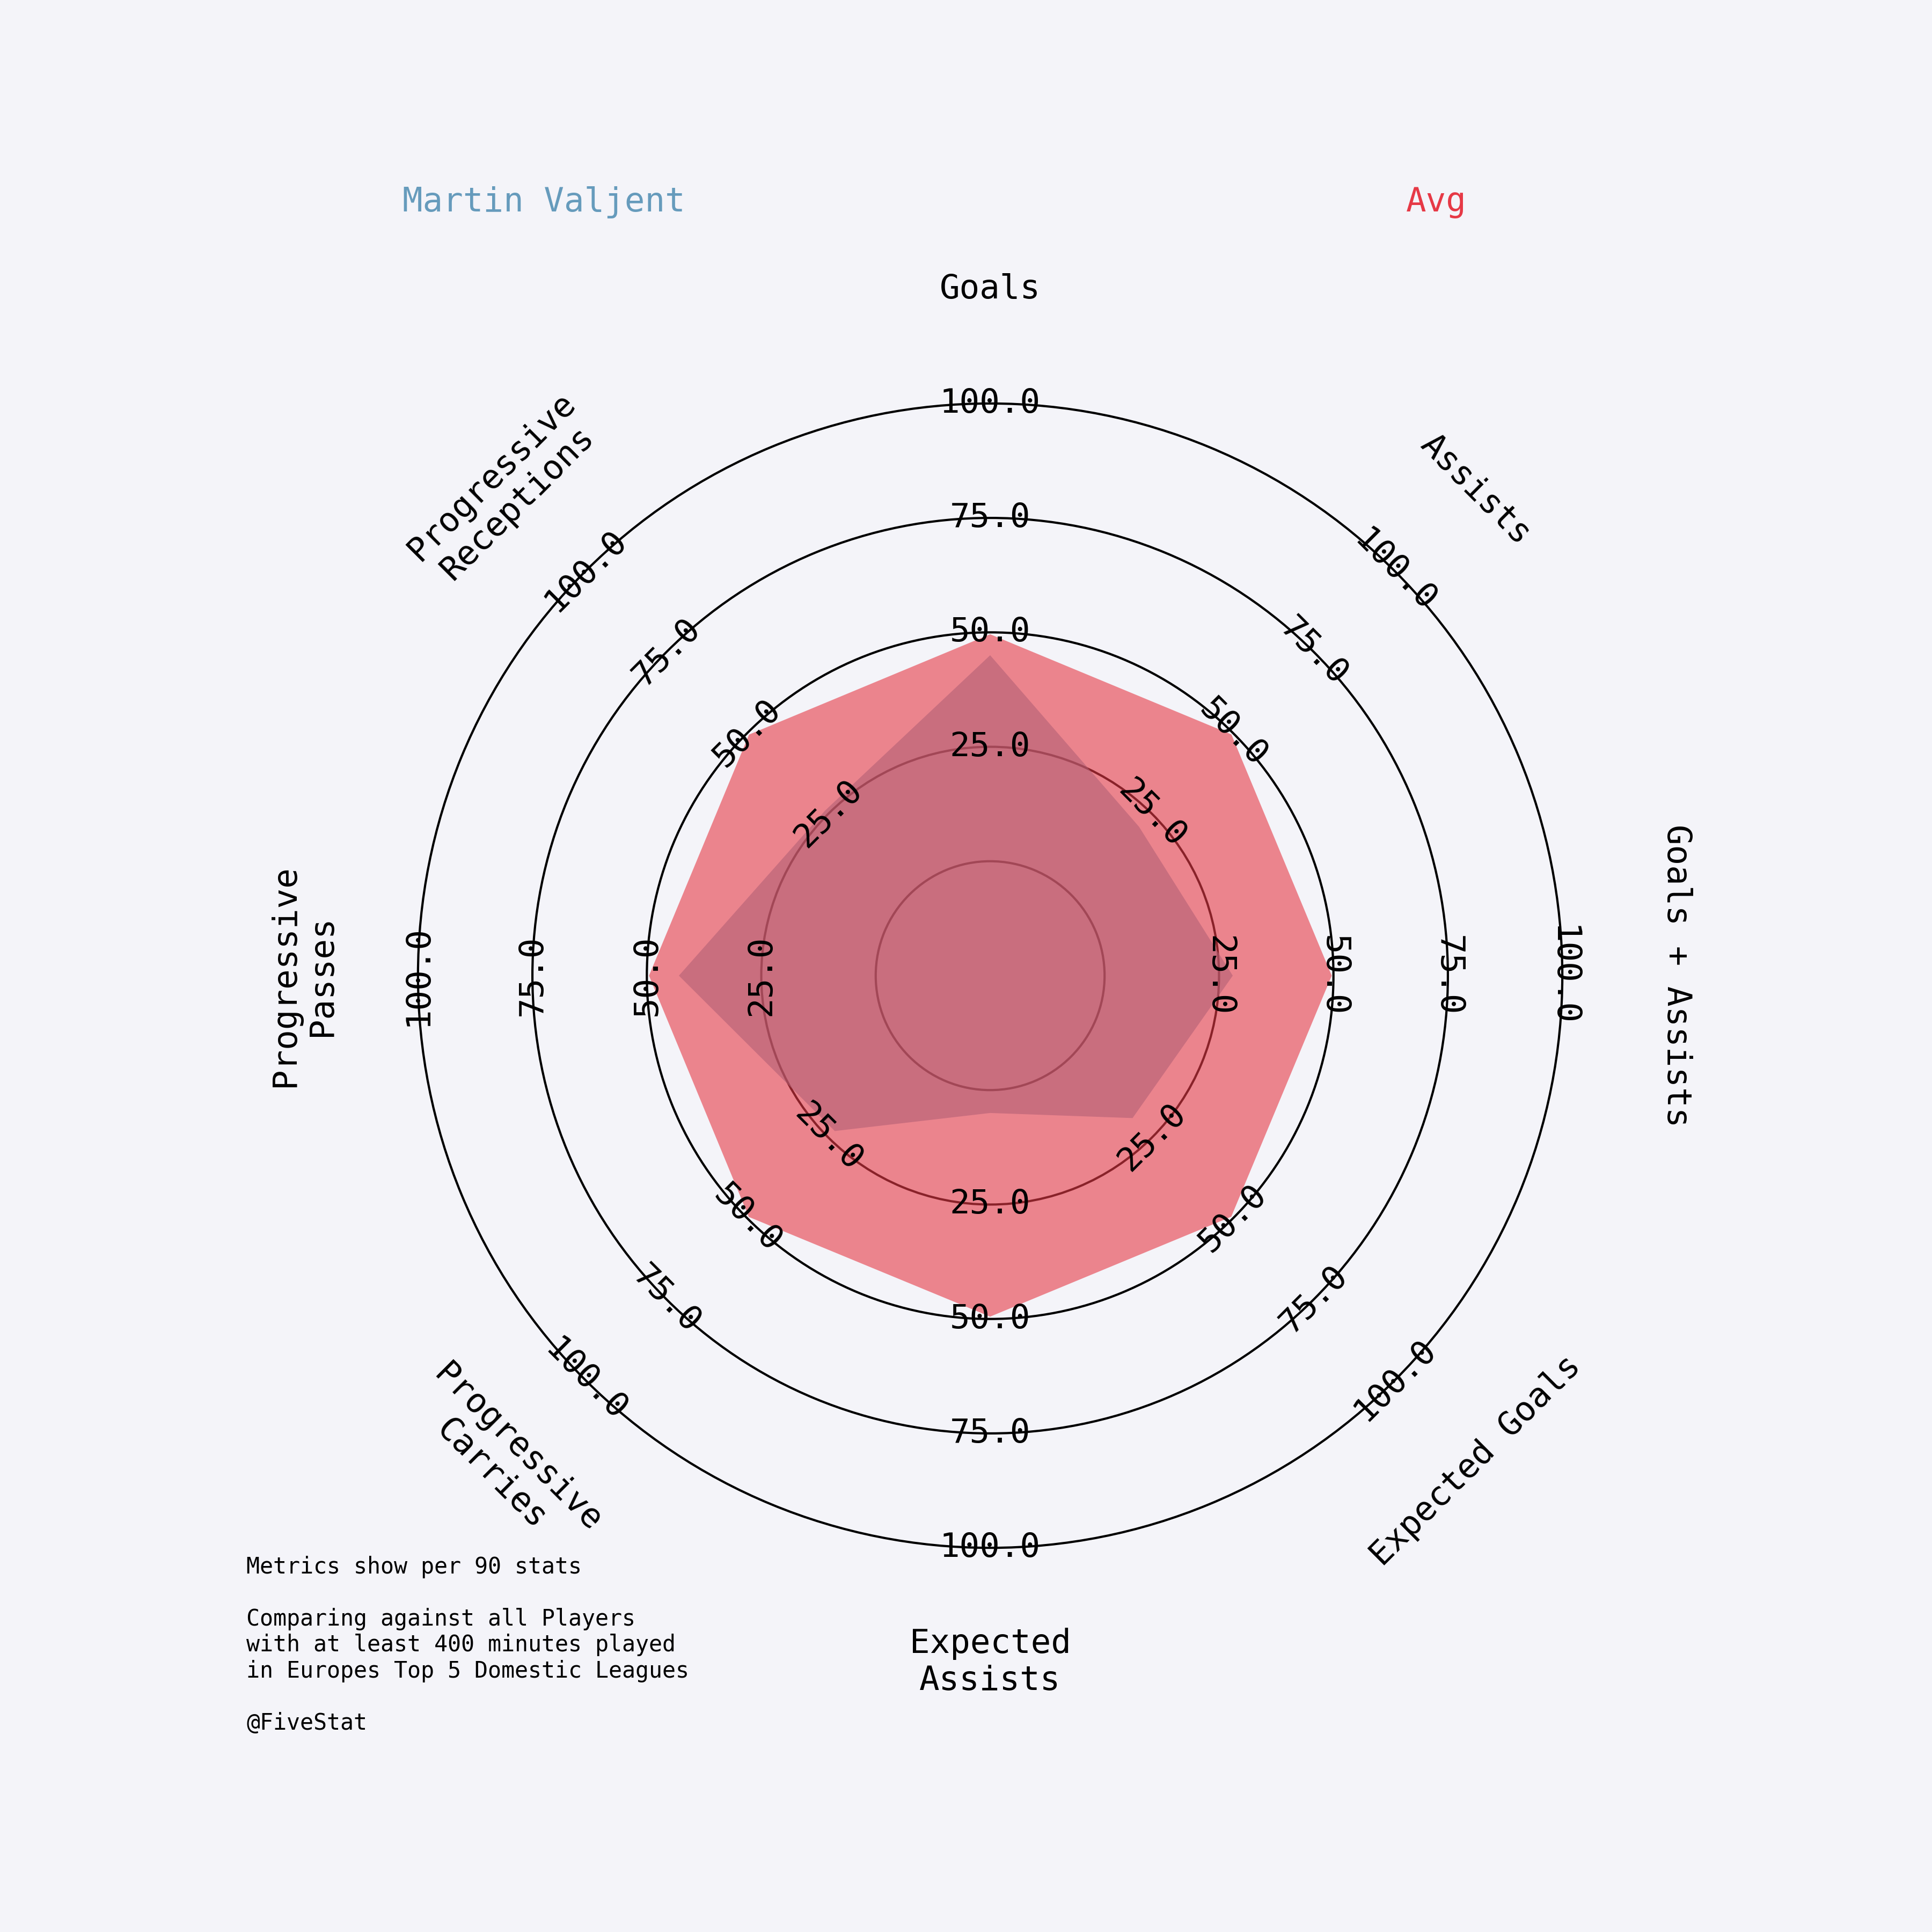 Martin Valjent
Avg
Goals
Assists
Goals + Assists
Expected Goals
Expected
Assists
Progressive
Carries
Progressive
Passes
Progressive
Receptions
25.0
50.0
75.0
100.0
25.0
50.0
75.0
100.0
25.0
50.0
75.0
100.0
25.0
50.0
75.0
100.0
25.0
50.0
75.0
100.0
25.0
50.0
75.0
100.0
25.0
50.0
75.0
100.0
25.0
50.0
75.0
100.0
Metrics show per 90 stats
Comparing against all Players
with at least 400 minutes played
in Europes Top 5 Domestic Leagues
@FiveStat